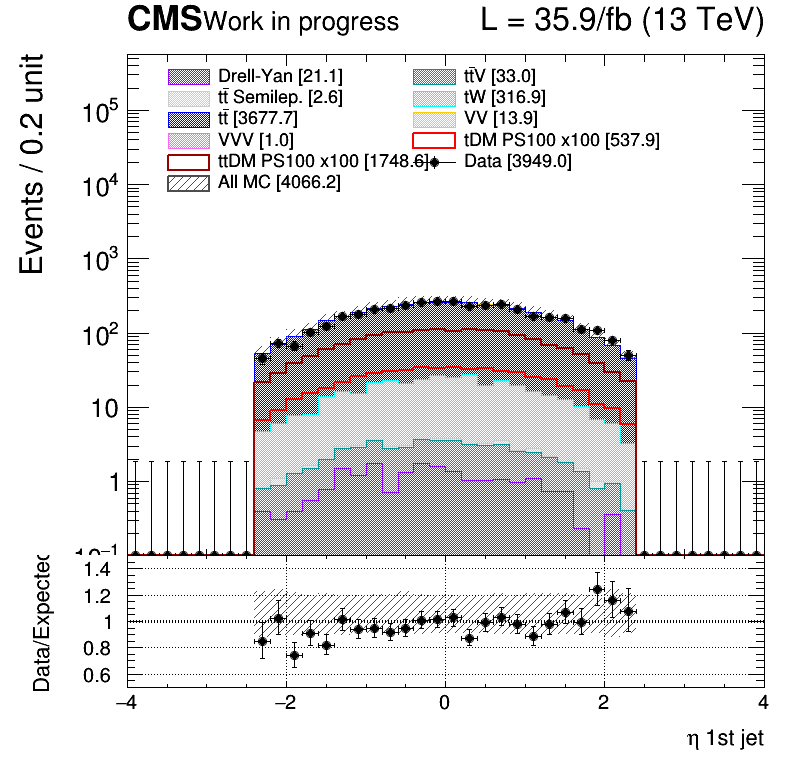 CMS Work in progress L = 35.9/fb (13 TeV)
Events / 0.2 unit
Drell-Yan [21.1] tt̄V [33.0]
tt̄ Semilep. [2.6] tW [316.9]
tt̄ [3677.7] VV [13.9]
VVV [1.0] tDM PS100 x100 [537.9]
ttDM PS100 x100 [1748.6] Data [3949.0]
All MC [4066.2]
10⁵
10⁴
10³
10²
10
1
10⁻¹
Data/Expected
1.4
1.2
1
0.8
0.6
−4 −2 0 2 4
η 1st jet